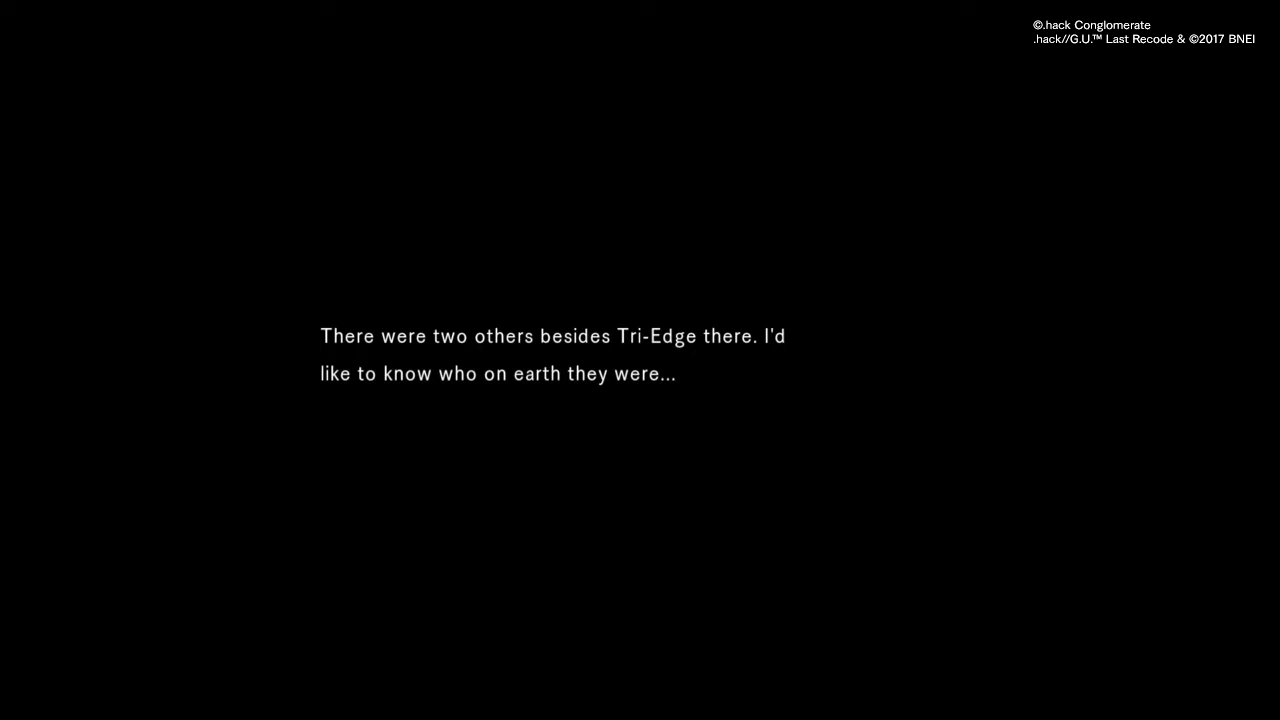 ©.hack Conglomerate
.hack//G.U.™ Last Recode & ©2017 BNEI
There were two others besides Tri-Edge there. I'd
like to know who on earth they were...